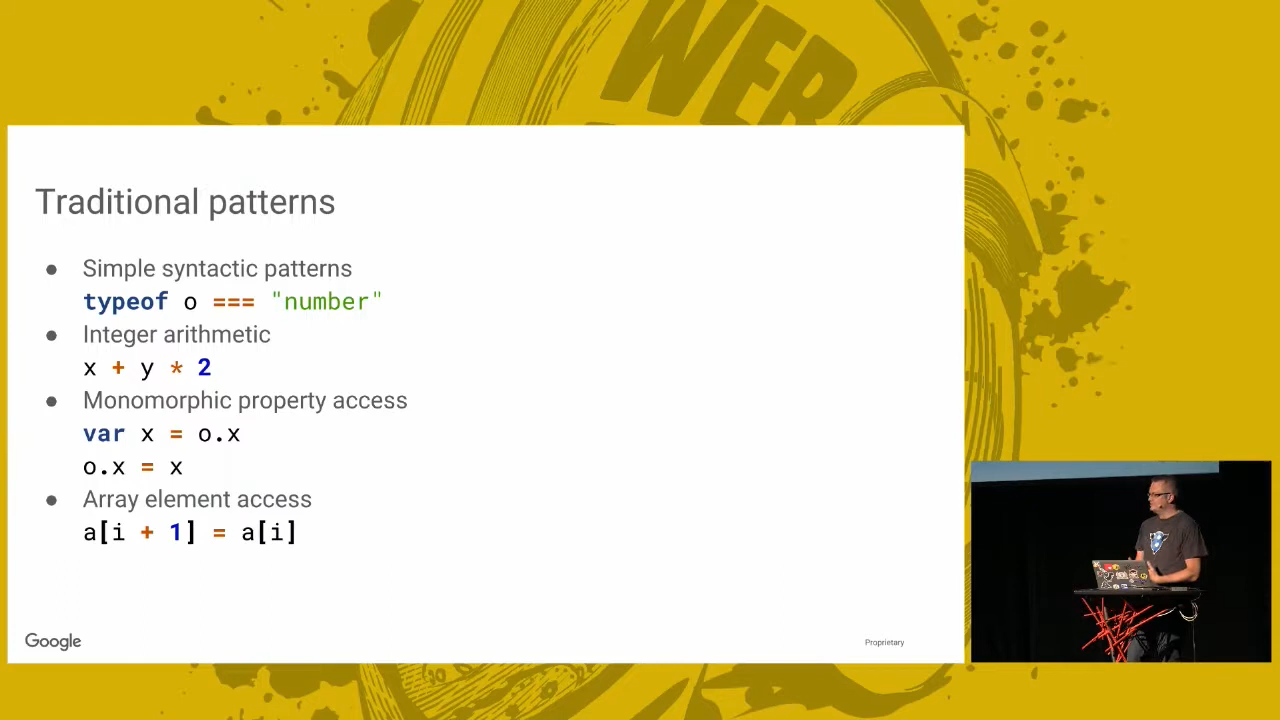 WEB
Traditional patterns
● Simple syntactic patterns
typeof o === "number"
● Integer arithmetic
x + y * 2
● Monomorphic property access
var x = o.x
o.x = x
● Array element access
a[i + 1] = a[i]
Google
Proprietary